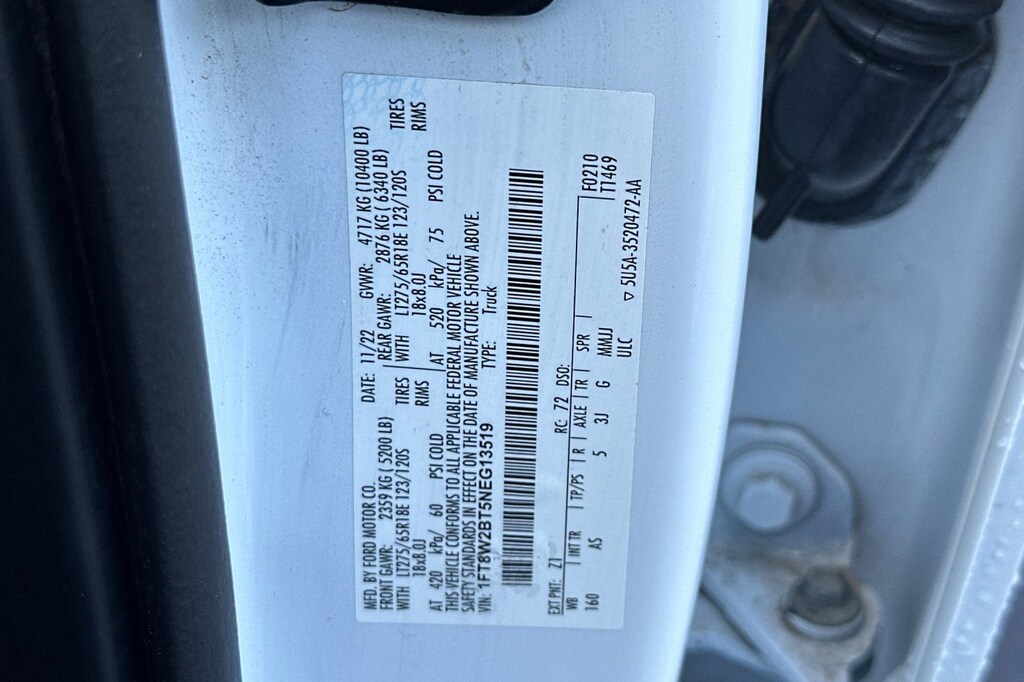 MFD. BY FORD MOTOR CO.
DATE: 11/22 GVWR: 4717 KG (10400 LB)
FRONT GAWR: 2359 KG ( 5200 LB) REAR GAWR: 2876 KG ( 6340 LB)
WITH LT275/65R18E 123/120S TIRES WITH LT275/65R18E 123/120S TIRES
18x8.0J RIMS 18x8.0J RIMS
AT 420 kPa/ 60 PSI COLD AT 520 kPa/ 75 PSI COLD
THIS VEHICLE CONFORMS TO ALL APPLICABLE FEDERAL MOTOR VEHICLE
SAFETY STANDARDS IN EFFECT ON THE DATE OF MANUFACTURE SHOWN ABOVE.
VIN: 1FT8W2BT5NEG13519 TYPE: Truck
EXT PNT: Z1 RC: 72 DSO: F0210
WB INT TR TP/PS R AXLE TR SPR T1469
160 AS 5 3J G MMJJ
ULC
▽ 5U5A-3520472-AA